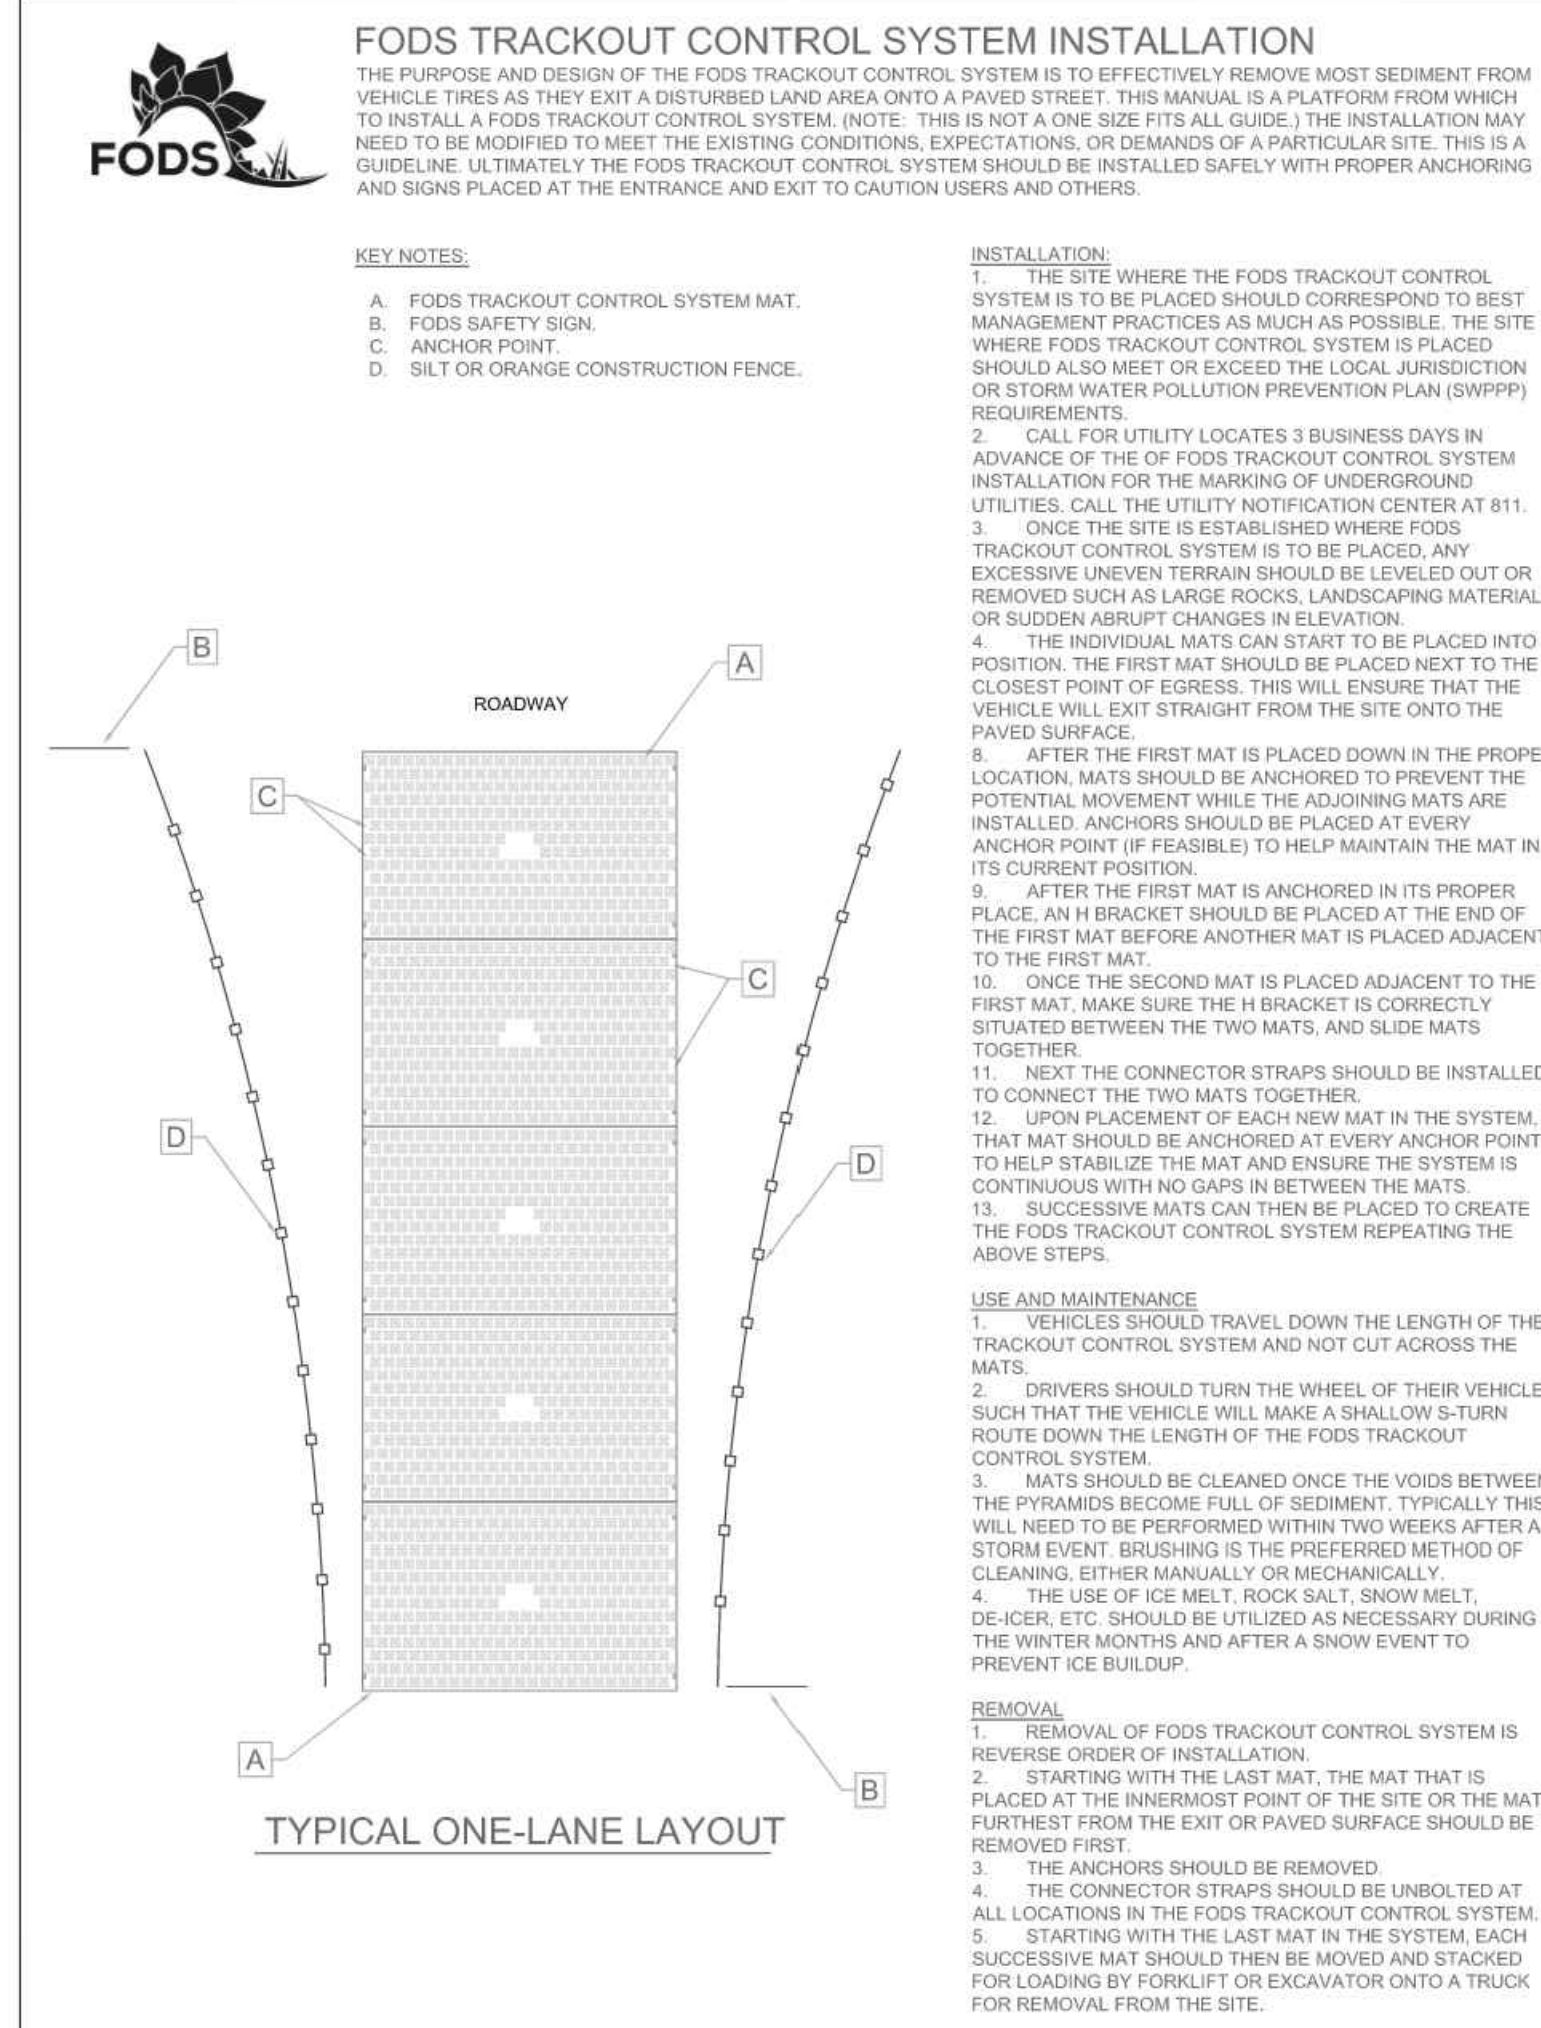 FODS
FODS TRACKOUT CONTROL SYSTEM INSTALLATION
THE PURPOSE AND DESIGN OF THE FODS TRACKOUT CONTROL SYSTEM IS TO EFFECTIVELY REMOVE MOST SEDIMENT FROM
VEHICLE TIRES AS THEY EXIT A DISTURBED LAND AREA ONTO A PAVED STREET. THIS MANUAL IS A PLATFORM FROM WHICH
TO INSTALL A FODS TRACKOUT CONTROL SYSTEM. (NOTE: THIS IS NOT A ONE SIZE FITS ALL GUIDE.) THE INSTALLATION MAY
NEED TO BE MODIFIED TO MEET THE EXISTING CONDITIONS, EXPECTATIONS, OR DEMANDS OF A PARTICULAR SITE. THIS IS A
GUIDELINE. ULTIMATELY THE FODS TRACKOUT CONTROL SYSTEM SHOULD BE INSTALLED SAFELY WITH PROPER ANCHORING
AND SIGNS PLACED AT THE ENTRANCE AND EXIT TO CAUTION USERS AND OTHERS.
KEY NOTES:
A. FODS TRACKOUT CONTROL SYSTEM MAT.
B. FODS SAFETY SIGN.
C. ANCHOR POINT.
D. SILT OR ORANGE CONSTRUCTION FENCE.
B
A
ROADWAY
C
C
D
D
A
B
TYPICAL ONE-LANE LAYOUT
INSTALLATION:
1. THE SITE WHERE THE FODS TRACKOUT CONTROL
SYSTEM IS TO BE PLACED SHOULD CORRESPOND TO BEST
MANAGEMENT PRACTICES AS MUCH AS POSSIBLE. THE SITE
WHERE FODS TRACKOUT CONTROL SYSTEM IS PLACED
SHOULD ALSO MEET OR EXCEED THE LOCAL JURISDICTION
OR STORM WATER POLLUTION PREVENTION PLAN (SWPPP)
REQUIREMENTS.
2. CALL FOR UTILITY LOCATES 3 BUSINESS DAYS IN
ADVANCE OF THE OF FODS TRACKOUT CONTROL SYSTEM
INSTALLATION FOR THE MARKING OF UNDERGROUND
UTILITIES. CALL THE UTILITY NOTIFICATION CENTER AT 811.
3. ONCE THE SITE IS ESTABLISHED WHERE FODS
TRACKOUT CONTROL SYSTEM IS TO BE PLACED, ANY
EXCESSIVE UNEVEN TERRAIN SHOULD BE LEVELED OUT OR
REMOVED SUCH AS LARGE ROCKS, LANDSCAPING MATERIAL
OR SUDDEN ABRUPT CHANGES IN ELEVATION.
4. THE INDIVIDUAL MATS CAN START TO BE PLACED INTO
POSITION. THE FIRST MAT SHOULD BE PLACED NEXT TO THE
CLOSEST POINT OF EGRESS. THIS WILL ENSURE THAT THE
VEHICLE WILL EXIT STRAIGHT FROM THE SITE ONTO THE
PAVED SURFACE.
8. AFTER THE FIRST MAT IS PLACED DOWN IN THE PROPE
LOCATION, MATS SHOULD BE ANCHORED TO PREVENT THE
POTENTIAL MOVEMENT WHILE THE ADJOINING MATS ARE
INSTALLED. ANCHORS SHOULD BE PLACED AT EVERY
ANCHOR POINT (IF FEASIBLE) TO HELP MAINTAIN THE MAT IN
ITS CURRENT POSITION.
9. AFTER THE FIRST MAT IS ANCHORED IN ITS PROPER
PLACE, AN H BRACKET SHOULD BE PLACED AT THE END OF
THE FIRST MAT BEFORE ANOTHER MAT IS PLACED ADJACENT
TO THE FIRST MAT.
10. ONCE THE SECOND MAT IS PLACED ADJACENT TO THE
FIRST MAT, MAKE SURE THE H BRACKET IS CORRECTLY
SITUATED BETWEEN THE TWO MATS, AND SLIDE MATS
TOGETHER.
11. NEXT THE CONNECTOR STRAPS SHOULD BE INSTALLED
TO CONNECT THE TWO MATS TOGETHER.
12. UPON PLACEMENT OF EACH NEW MAT IN THE SYSTEM,
THAT MAT SHOULD BE ANCHORED AT EVERY ANCHOR POINT
TO HELP STABILIZE THE MAT AND ENSURE THE SYSTEM IS
CONTINUOUS WITH NO GAPS IN BETWEEN THE MATS.
13. SUCCESSIVE MATS CAN THEN BE PLACED TO CREATE
THE FODS TRACKOUT CONTROL SYSTEM REPEATING THE
ABOVE STEPS.
USE AND MAINTENANCE
1. VEHICLES SHOULD TRAVEL DOWN THE LENGTH OF THE
TRACKOUT CONTROL SYSTEM AND NOT CUT ACROSS THE
MATS.
2. DRIVERS SHOULD TURN THE WHEEL OF THEIR VEHICLE
SUCH THAT THE VEHICLE WILL MAKE A SHALLOW S-TURN
ROUTE DOWN THE LENGTH OF THE FODS TRACKOUT
CONTROL SYSTEM.
3. MATS SHOULD BE CLEANED ONCE THE VOIDS BETWEEN
THE PYRAMIDS BECOME FULL OF SEDIMENT. TYPICALLY THIS
WILL NEED TO BE PERFORMED WITHIN TWO WEEKS AFTER A
STORM EVENT. BRUSHING IS THE PREFERRED METHOD OF
CLEANING, EITHER MANUALLY OR MECHANICALLY.
4. THE USE OF ICE MELT, ROCK SALT, SNOW MELT,
DE-ICER, ETC. SHOULD BE UTILIZED AS NECESSARY DURING
THE WINTER MONTHS AND AFTER A SNOW EVENT TO
PREVENT ICE BUILDUP.
REMOVAL
1. REMOVAL OF FODS TRACKOUT CONTROL SYSTEM IS
REVERSE ORDER OF INSTALLATION.
2. STARTING WITH THE LAST MAT, THE MAT THAT IS
PLACED AT THE INNERMOST POINT OF THE SITE OR THE MAT
FURTHEST FROM THE EXIT OR PAVED SURFACE SHOULD BE
REMOVED FIRST.
3. THE ANCHORS SHOULD BE REMOVED.
4. THE CONNECTOR STRAPS SHOULD BE UNBOLTED AT
ALL LOCATIONS IN THE FODS TRACKOUT CONTROL SYSTEM.
5. STARTING WITH THE LAST MAT IN THE SYSTEM, EACH
SUCCESSIVE MAT SHOULD THEN BE MOVED AND STACKED
FOR LOADING BY FORKLIFT OR EXCAVATOR ONTO A TRUCK
FOR REMOVAL FROM THE SITE.